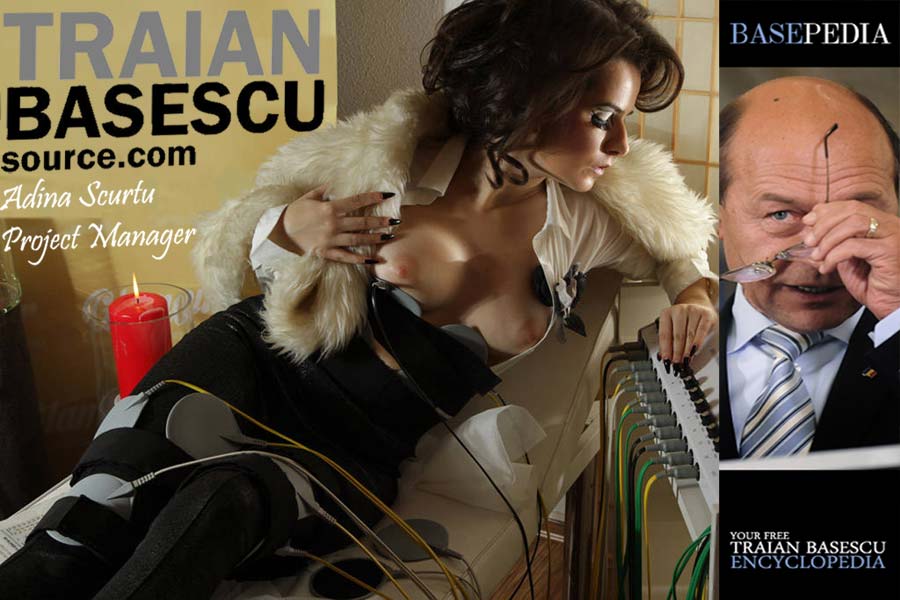 TRAIAN
BASESCU
source.com
Adina Scurtu
Project Manager
BASEPEDIA
YOUR FREE
TRAIAN BASESCU
ENCYCLOPEDIA